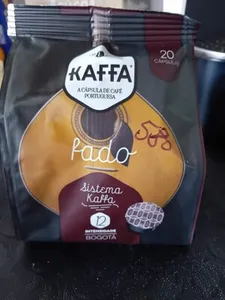 KAFFA
A CÁPSULA DE CAFÉ
PORTUGUESA
20
CÁPSULAS
fado
Sistema
Kaffa
12
INTENSIDADE
BOGOTÁ